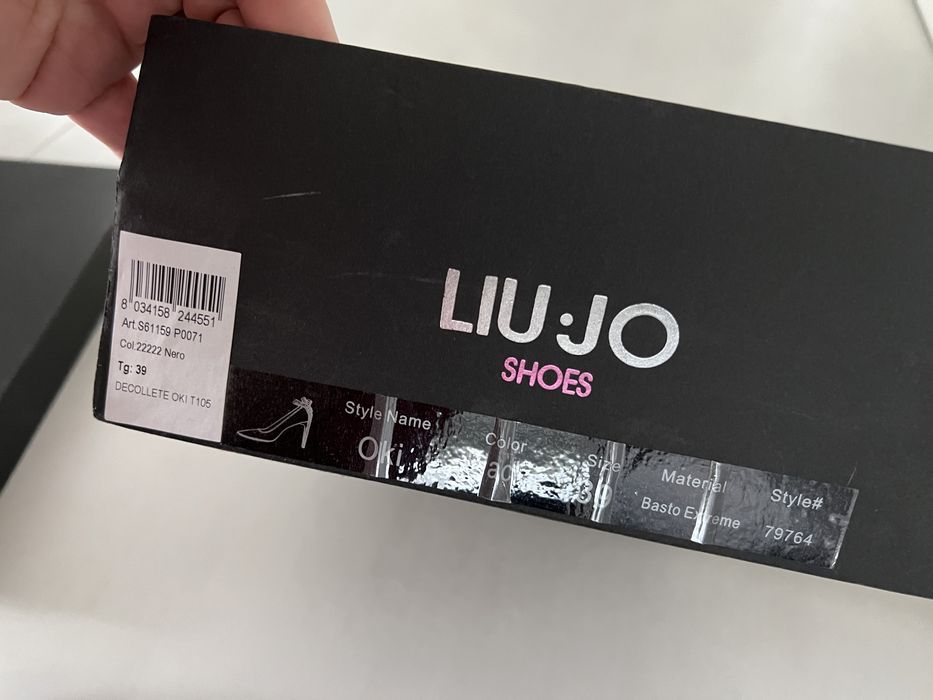 8 034158 244551
Art.S61159 P0071
Col.22222 Nero
Tg: 39
DECOLLETE OKI T105
LIU·JO
SHOES
Style Name Color Size Material Style#
Oki 39 Basto Extreme 79764